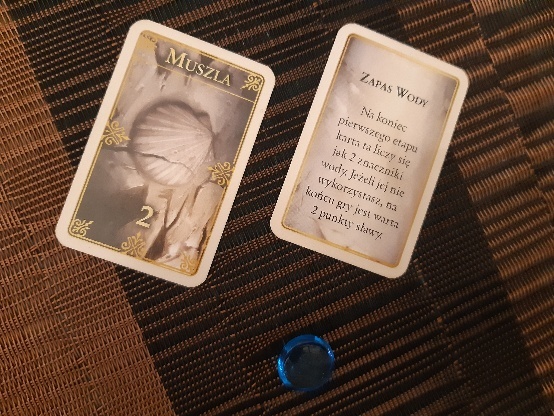 MUSZLA
2
ZAPAS WODY
Na koniec
pierwszego etapu
karta ta liczy się
jak 2 znaczniki
wody. Jeżeli jej nie
wykorzystasz, na
końcu gry jest warta
2 punkty sławy.